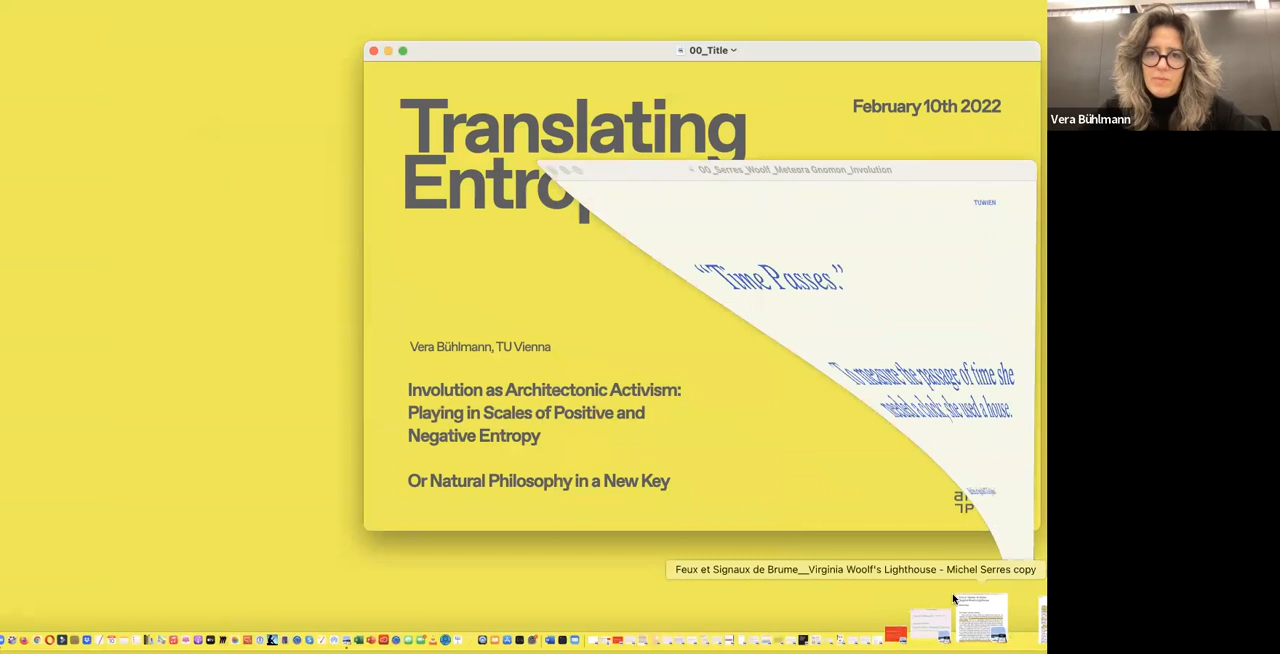 00_Title
Translating
February 10th 2022
Entrop
00_Serres_Woolf_Meteora Gnomon_Involution
TUWIEN
“Time Passes.”
Vera Bühlmann, TU Vienna
To measure the passage of time she
needed a clock, she used a house.
Involution as Architectonic Activism:
Playing in Scales of Positive and
Negative Entropy
Or Natural Philosophy in a New Key
Feux et Signaux de Brume__Virginia Woolf's Lighthouse - Michel Serres copy
Vera Bühlmann